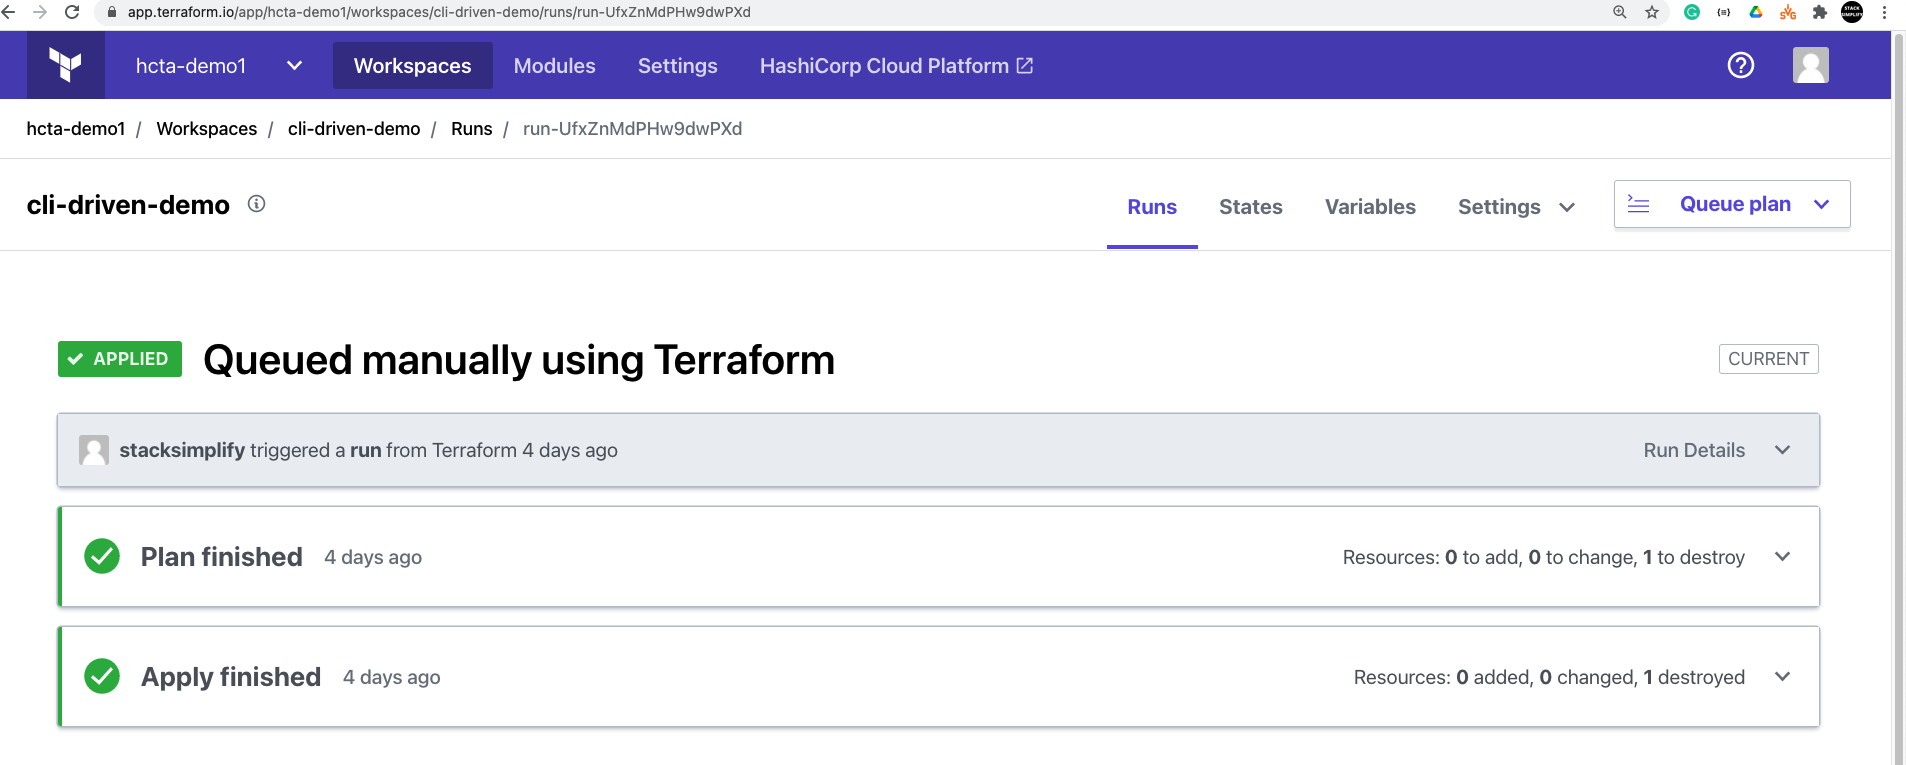 app.terraform.io/app/hcta-demo1/workspaces/cli-driven-demo/runs/run-UfxZnMdPHw9dwPXd
hcta-demo1 Workspaces Modules Settings HashiCorp Cloud Platform
hcta-demo1 / Workspaces / cli-driven-demo / Runs / run-UfxZnMdPHw9dwPXd
cli-driven-demo Runs States Variables Settings Queue plan
APPLIED Queued manually using Terraform CURRENT
stacksimplify triggered a run from Terraform 4 days ago Run Details
Plan finished 4 days ago Resources: 0 to add, 0 to change, 1 to destroy
Apply finished 4 days ago Resources: 0 added, 0 changed, 1 destroyed